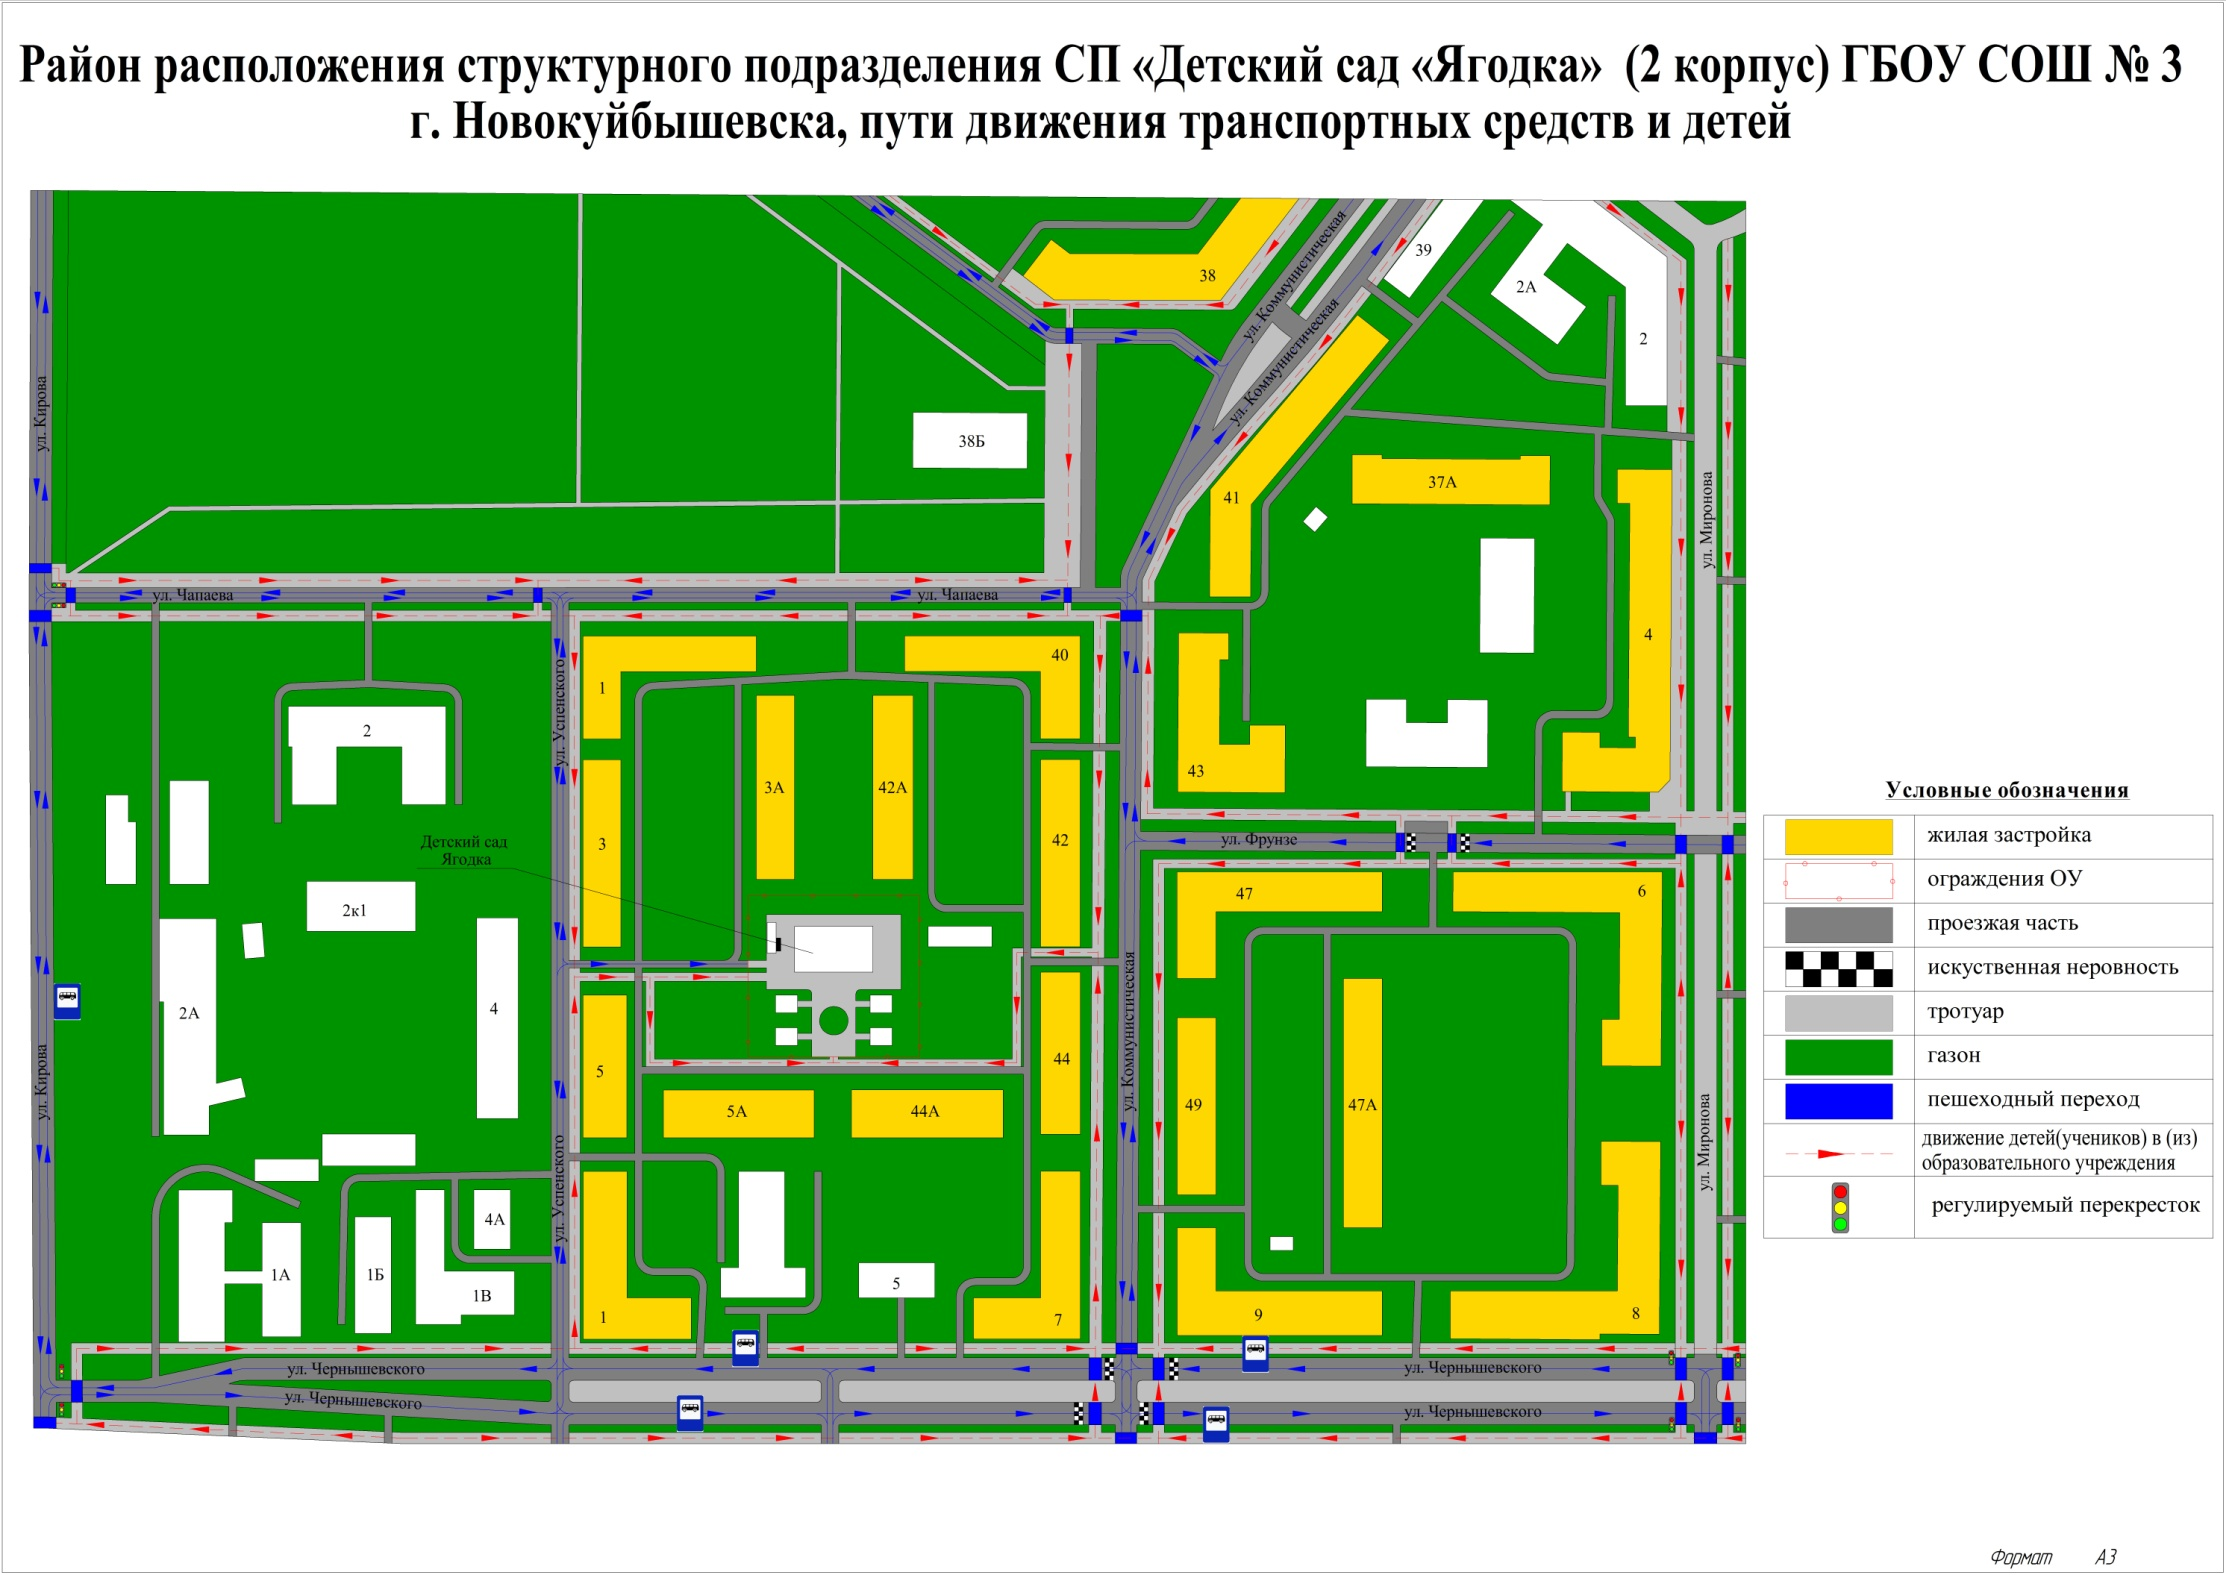 Район расположения структурного подразделения СП «Детский сад «Ягодка» (2 корпус) ГБОУ СОШ № 3
г. Новокуйбышевска, пути движения транспортных средств и детей
38
39
2А
2
ул. Коммунистическая
ул. Коммунистическая
ул. Кирова
38Б
41
37А
ул. Миронова
ул. Чапаева
ул. Чапаева
4
1
40
ул. Успенского
2
3А
42А
43
3
42
ул. Фрунзе
Детский сад
Ягодка
2к1
47
6
2А
4
5
44
ул. Коммунистическая
ул. Кирова
5А
44А
49
47А
ул. Миронова
ул. Успенского
4А
1А
1Б
1В
5
1
7
9
8
ул. Чернышевского
ул. Чернышевского
ул. Чернышевского
ул. Чернышевского
Условные обозначения
жилая застройка
ограждения ОУ
проезжая часть
искуственная неровность
тротуар
газон
пешеходный переход
движение детей(учеников) в (из)
образовательного учреждения
регулируемый перекресток
Формат А3